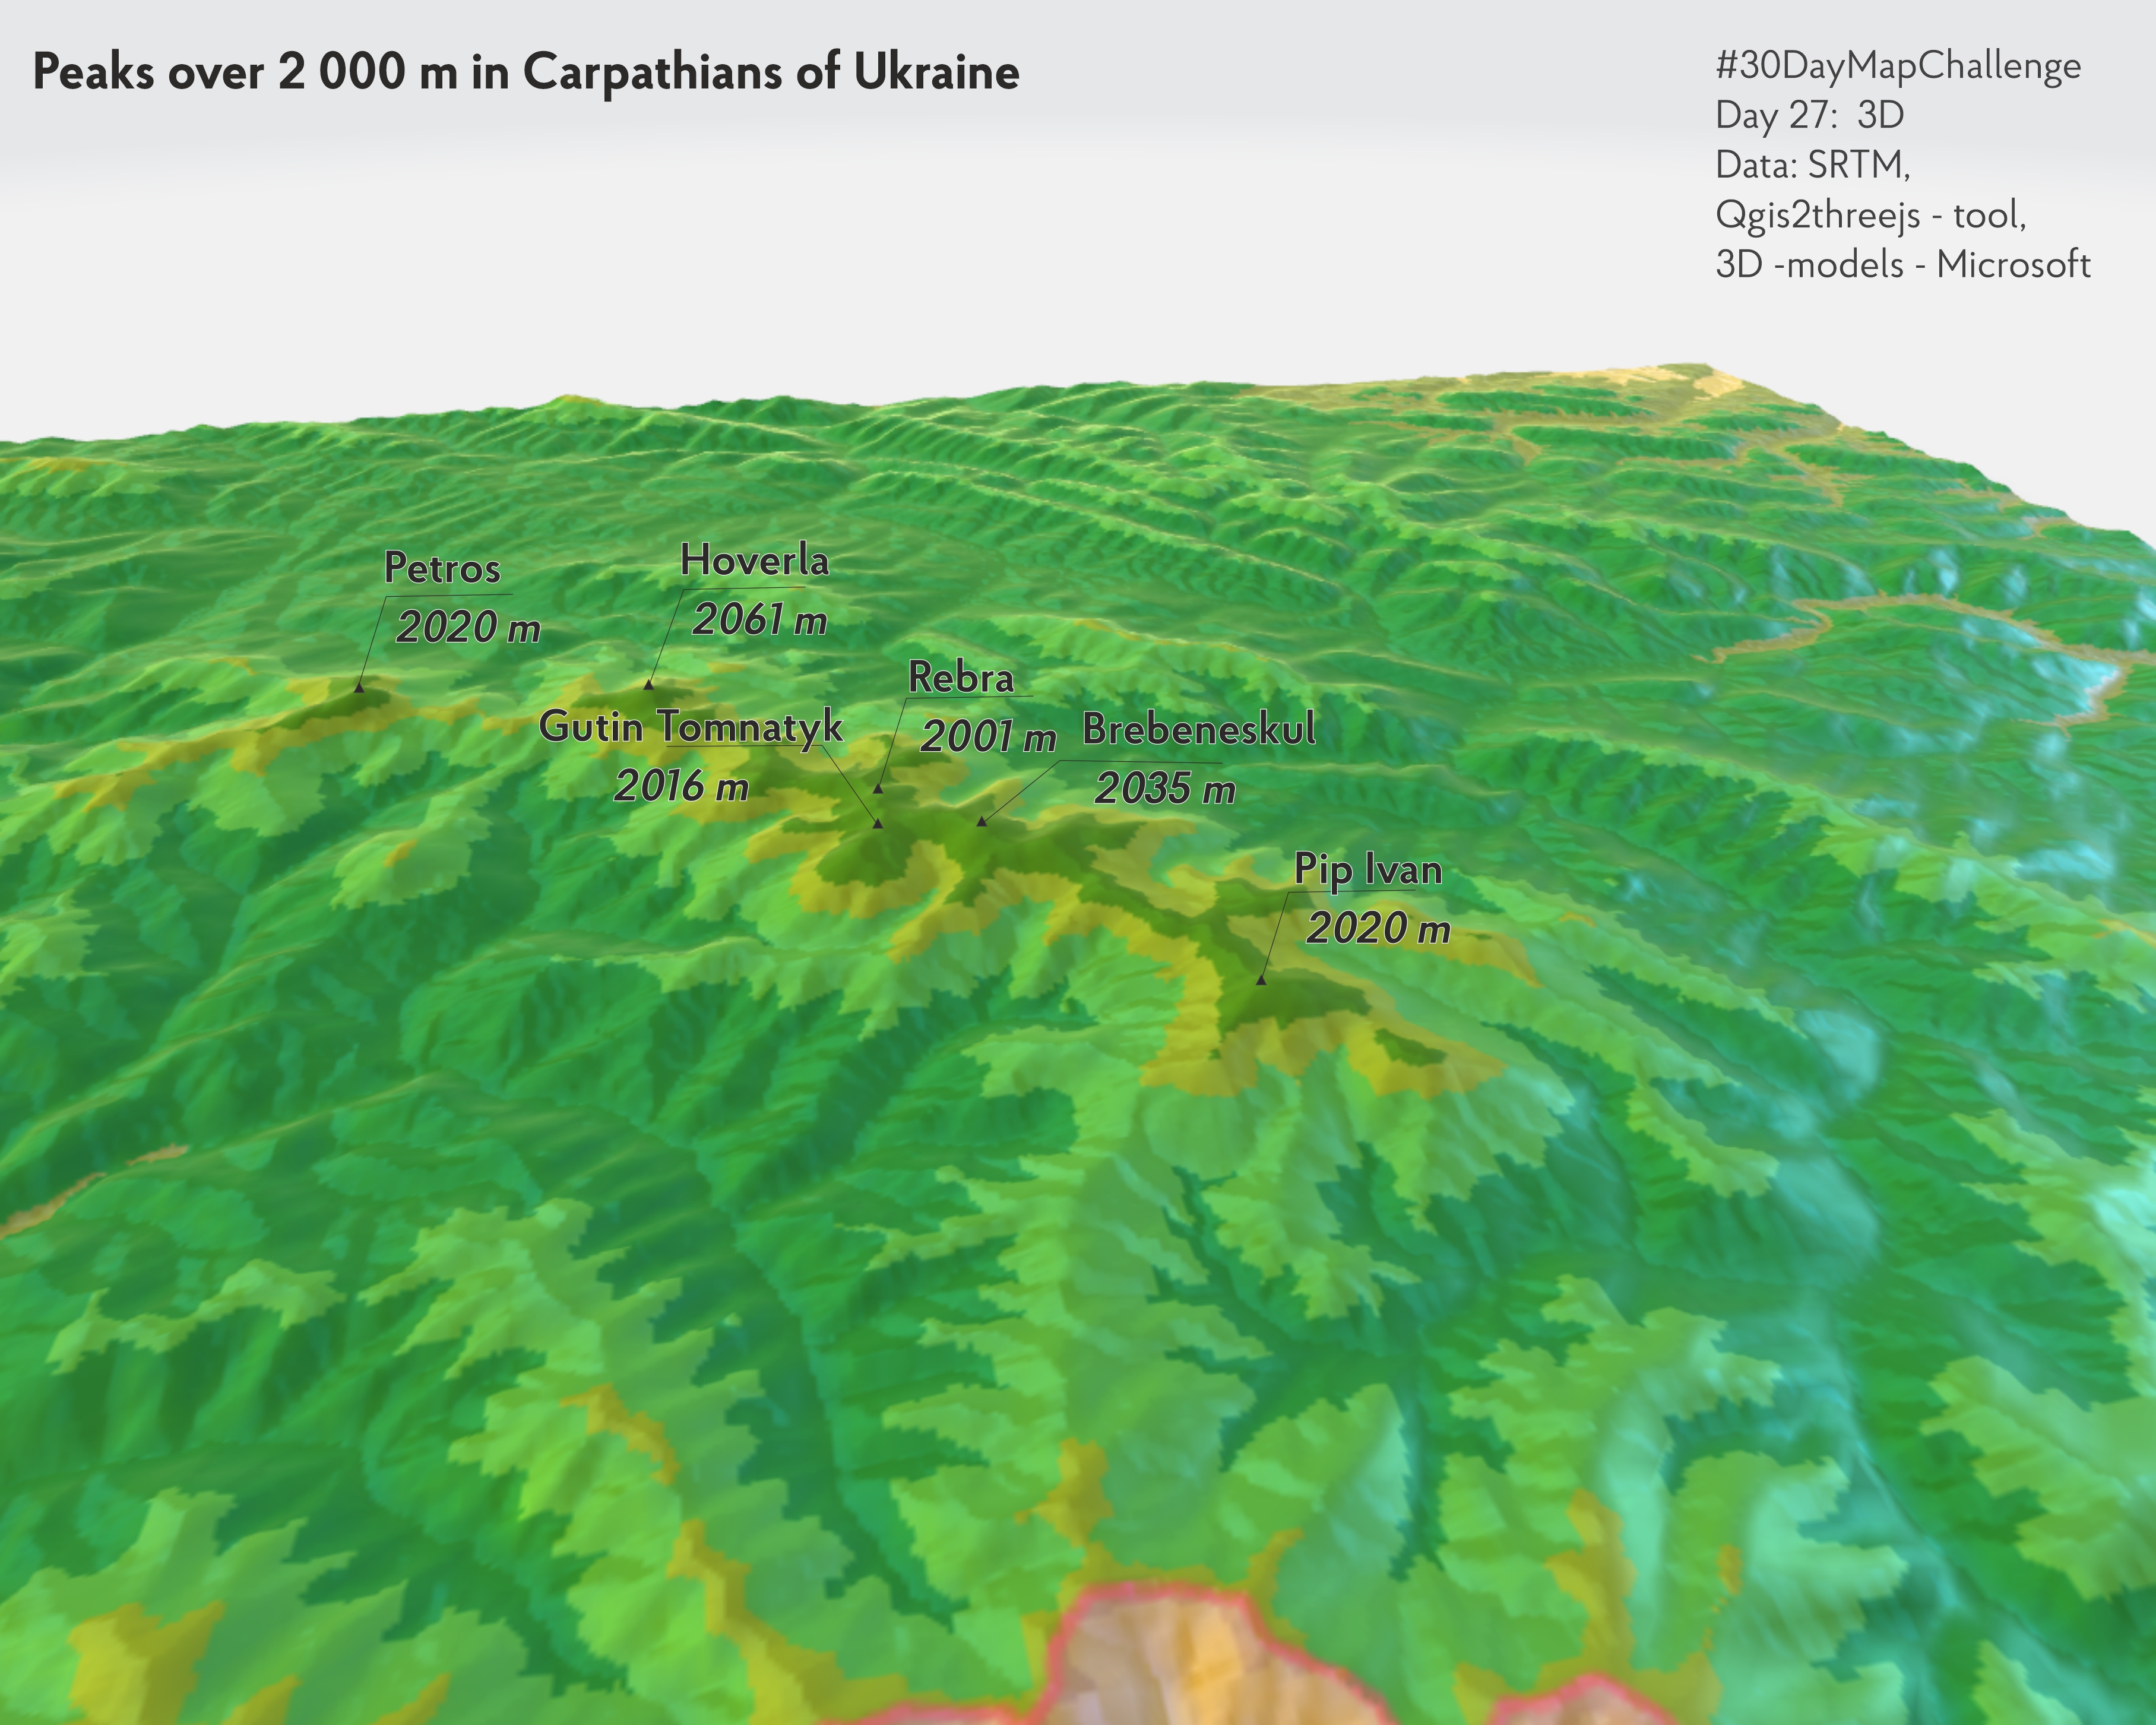 Peaks over 2 000 m in Carpathians of Ukraine
#30DayMapChallenge
Day 27: 3D
Data: SRTM,
Qgis2threejs - tool,
3D -models - Microsoft
Petros
2020 m
Hoverla
2061 m
Rebra
2001 m
Gutin Tomnatyk
2016 m
Brebeneskul
2035 m
Pip Ivan
2020 m